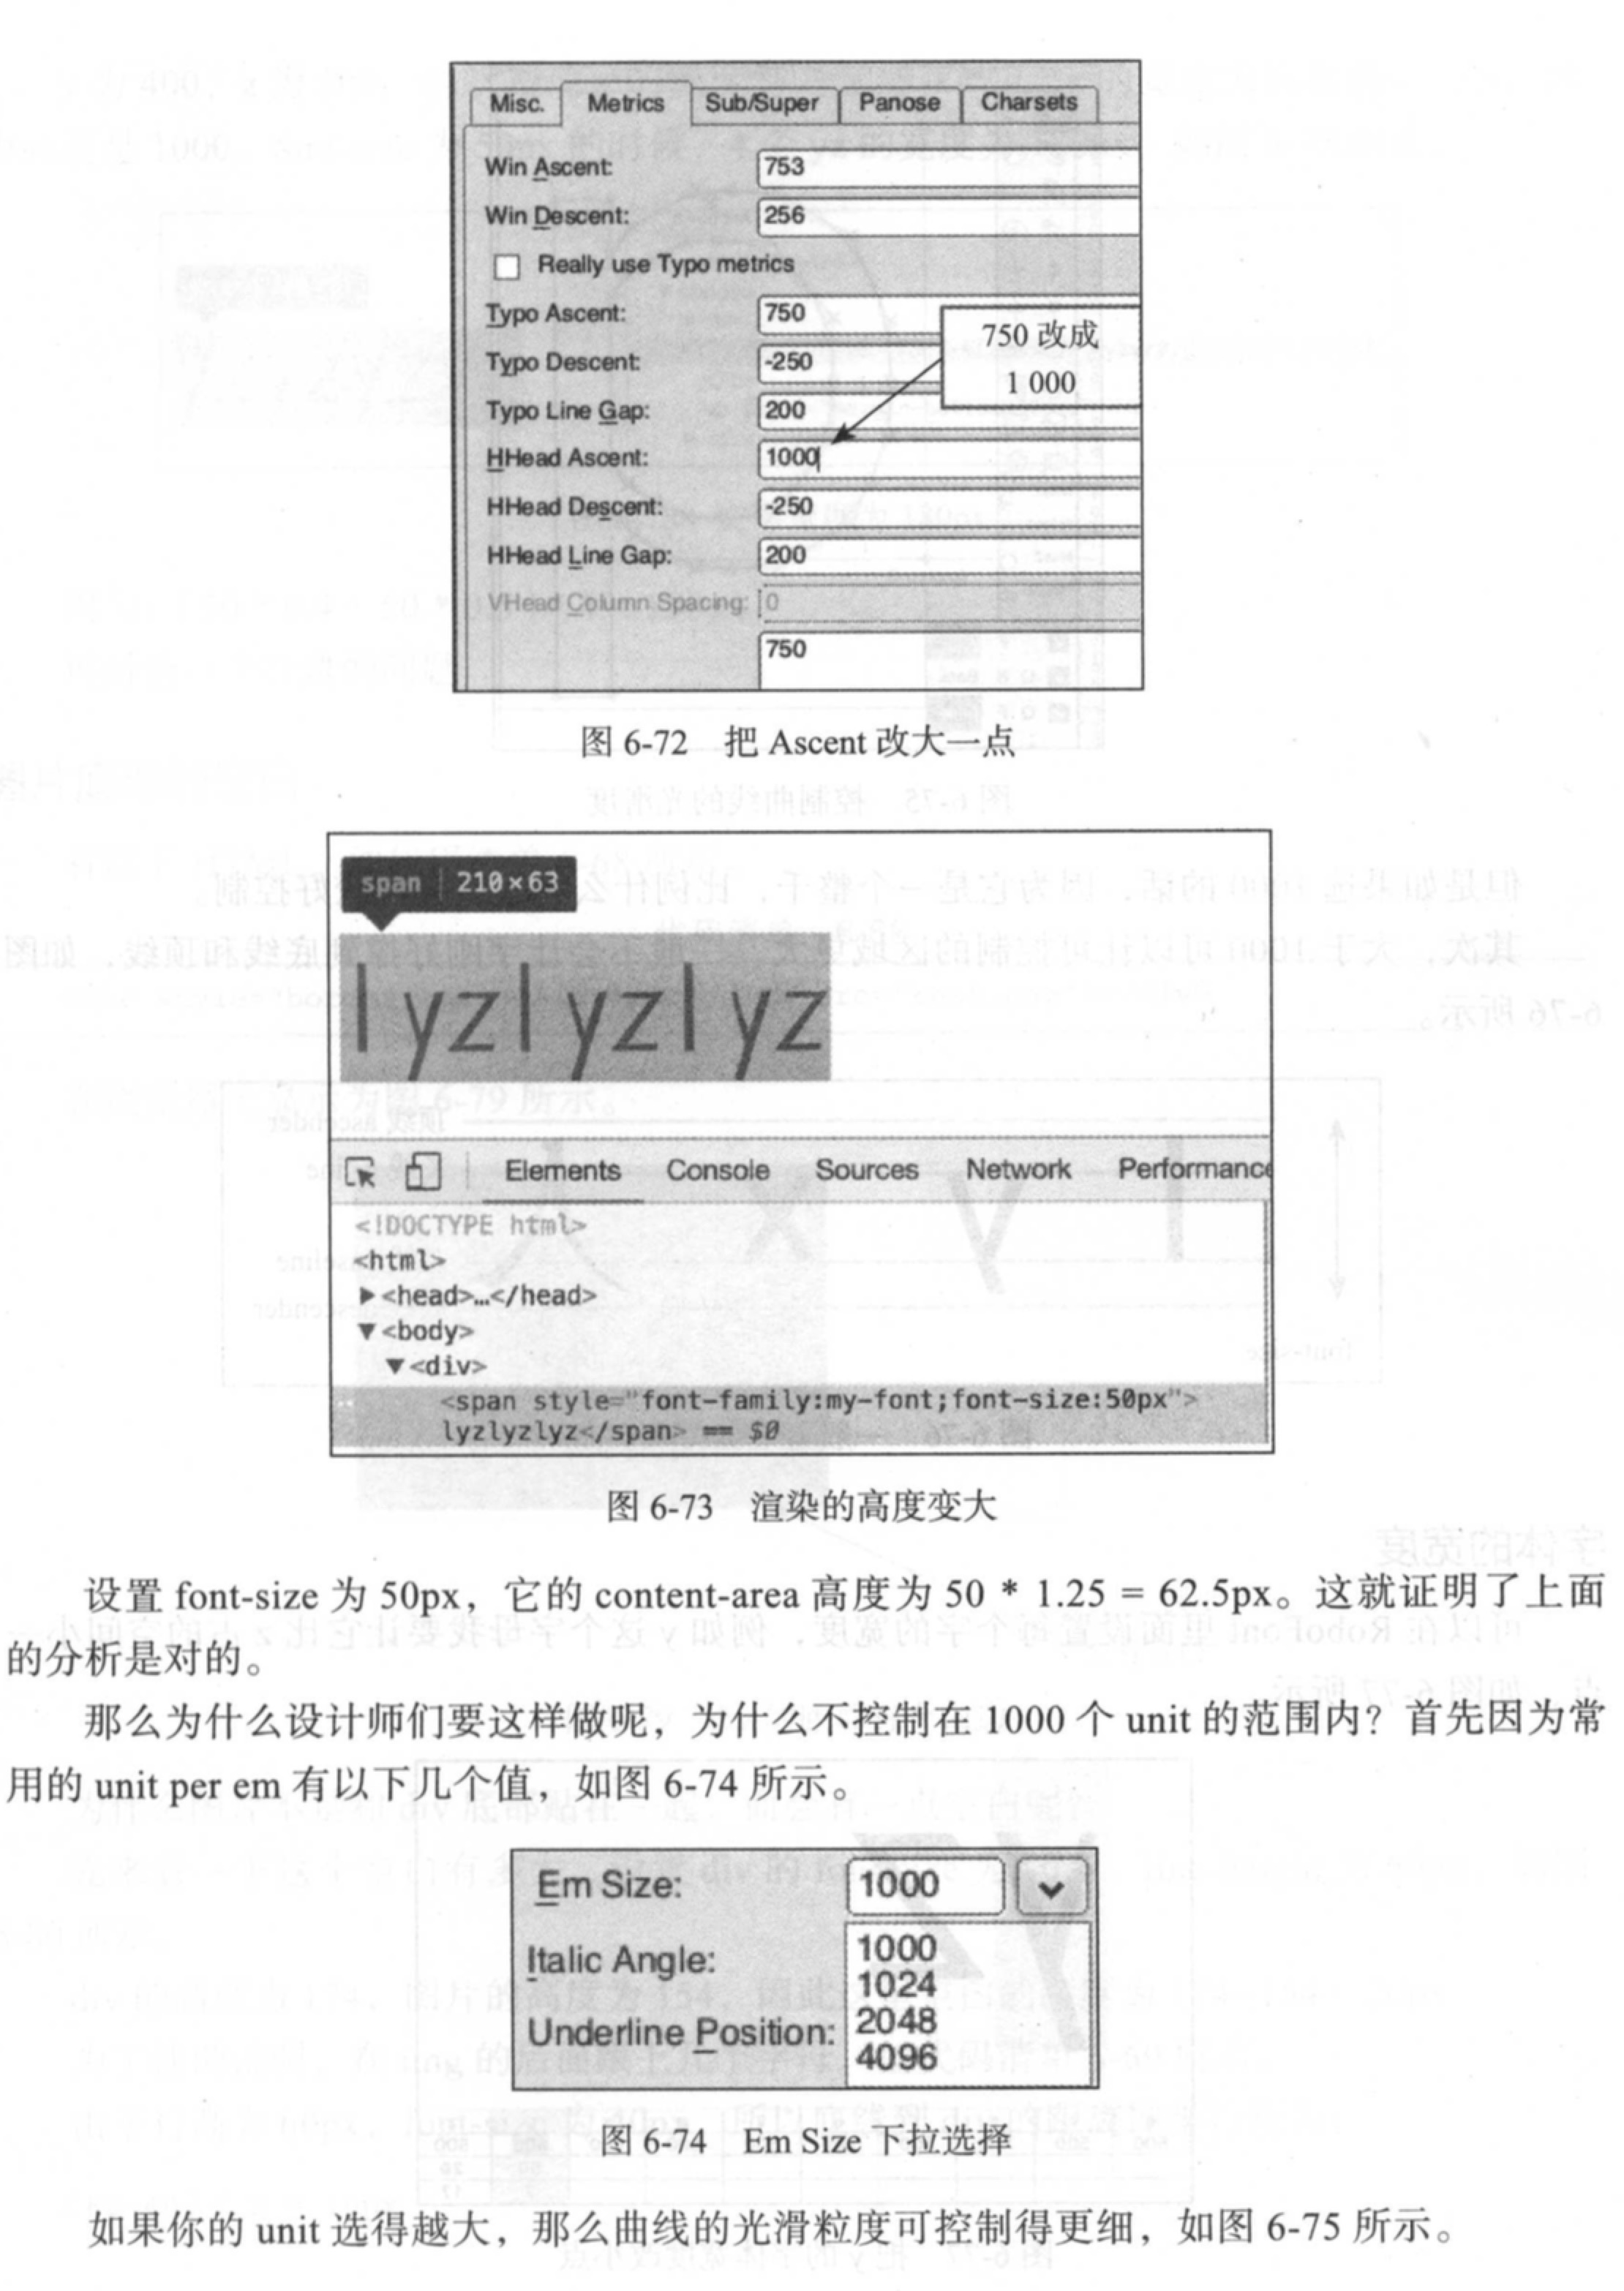 Misc. Metrics Sub/Super Panose Charsets
Win Ascent: 753
Win Descent: 256
Really use Typo metrics
Typo Ascent: 750
750 改成
1 000
Typo Descent: -250
Typo Line Gap: 200
HHead Ascent: 1000
HHead Descent: -250
HHead Line Gap: 200
VHead Column Spacing: 0
750
图 6-72 把 Ascent 改大一点
span 210×63
lyzlyzlyz
Elements Console Sources Network Performance
<!DOCTYPE html>
<html>
▶<head>…</head>
▼<body>
▼<div>
<span style="font-family:my-font;font-size:50px">
lyzlyzlyz</span> == $0
图 6-73 渲染的高度变大
设置 font-size 为 50px，它的 content-area 高度为 50 * 1.25 = 62.5px。这就证明了上面
的分析是对的。
那么为什么设计师们要这样做呢，为什么不控制在 1000 个 unit 的范围内？首先因为常
用的 unit per em 有以下几个值，如图 6-74 所示。
Em Size: 1000
Italic Angle:
Underline Position:
1000
1024
2048
4096
图 6-74 Em Size 下拉选择
如果你的 unit 选得越大，那么曲线的光滑粒度可控制得更细，如图 6-75 所示。